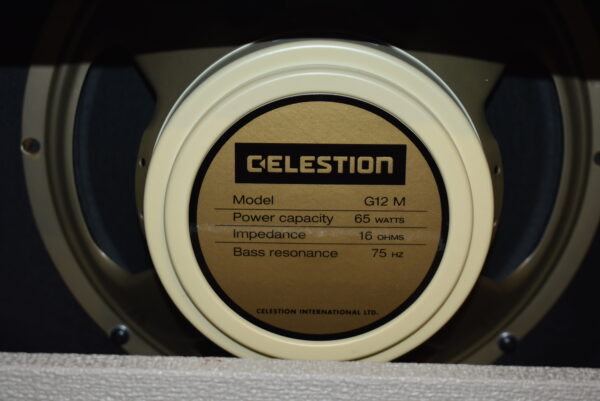 CELESTION
Model G12 M
Power capacity 65 WATTS
Impedance 16 OHMS
Bass resonance 75 HZ
CELESTION INTERNATIONAL LTD.